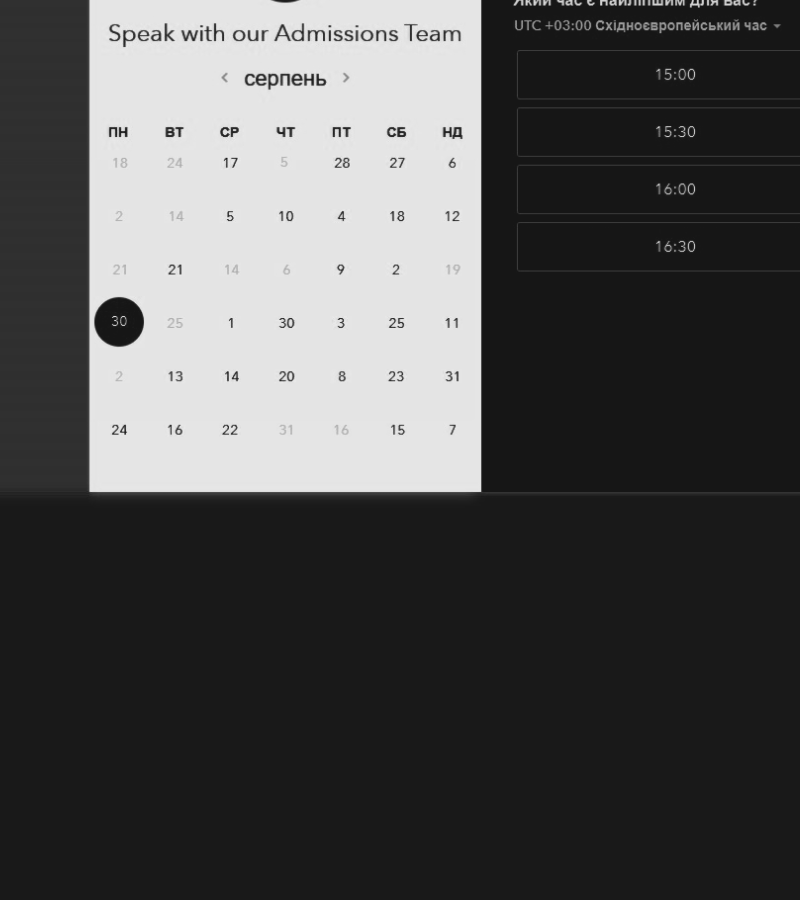 Який час є найліпшим для вас?
Speak with our Admissions Team
UTC +03:00 Східноєвропейський час
серпень
15:00
15:30
16:00
16:30
ПН ВТ СР ЧТ ПТ СБ НД
18 24 17 5 28 27 6
2 14 5 10 4 18 12
21 21 14 6 9 2 19
30 25 1 30 3 25 11
2 13 14 20 8 23 31
24 16 22 31 16 15 7